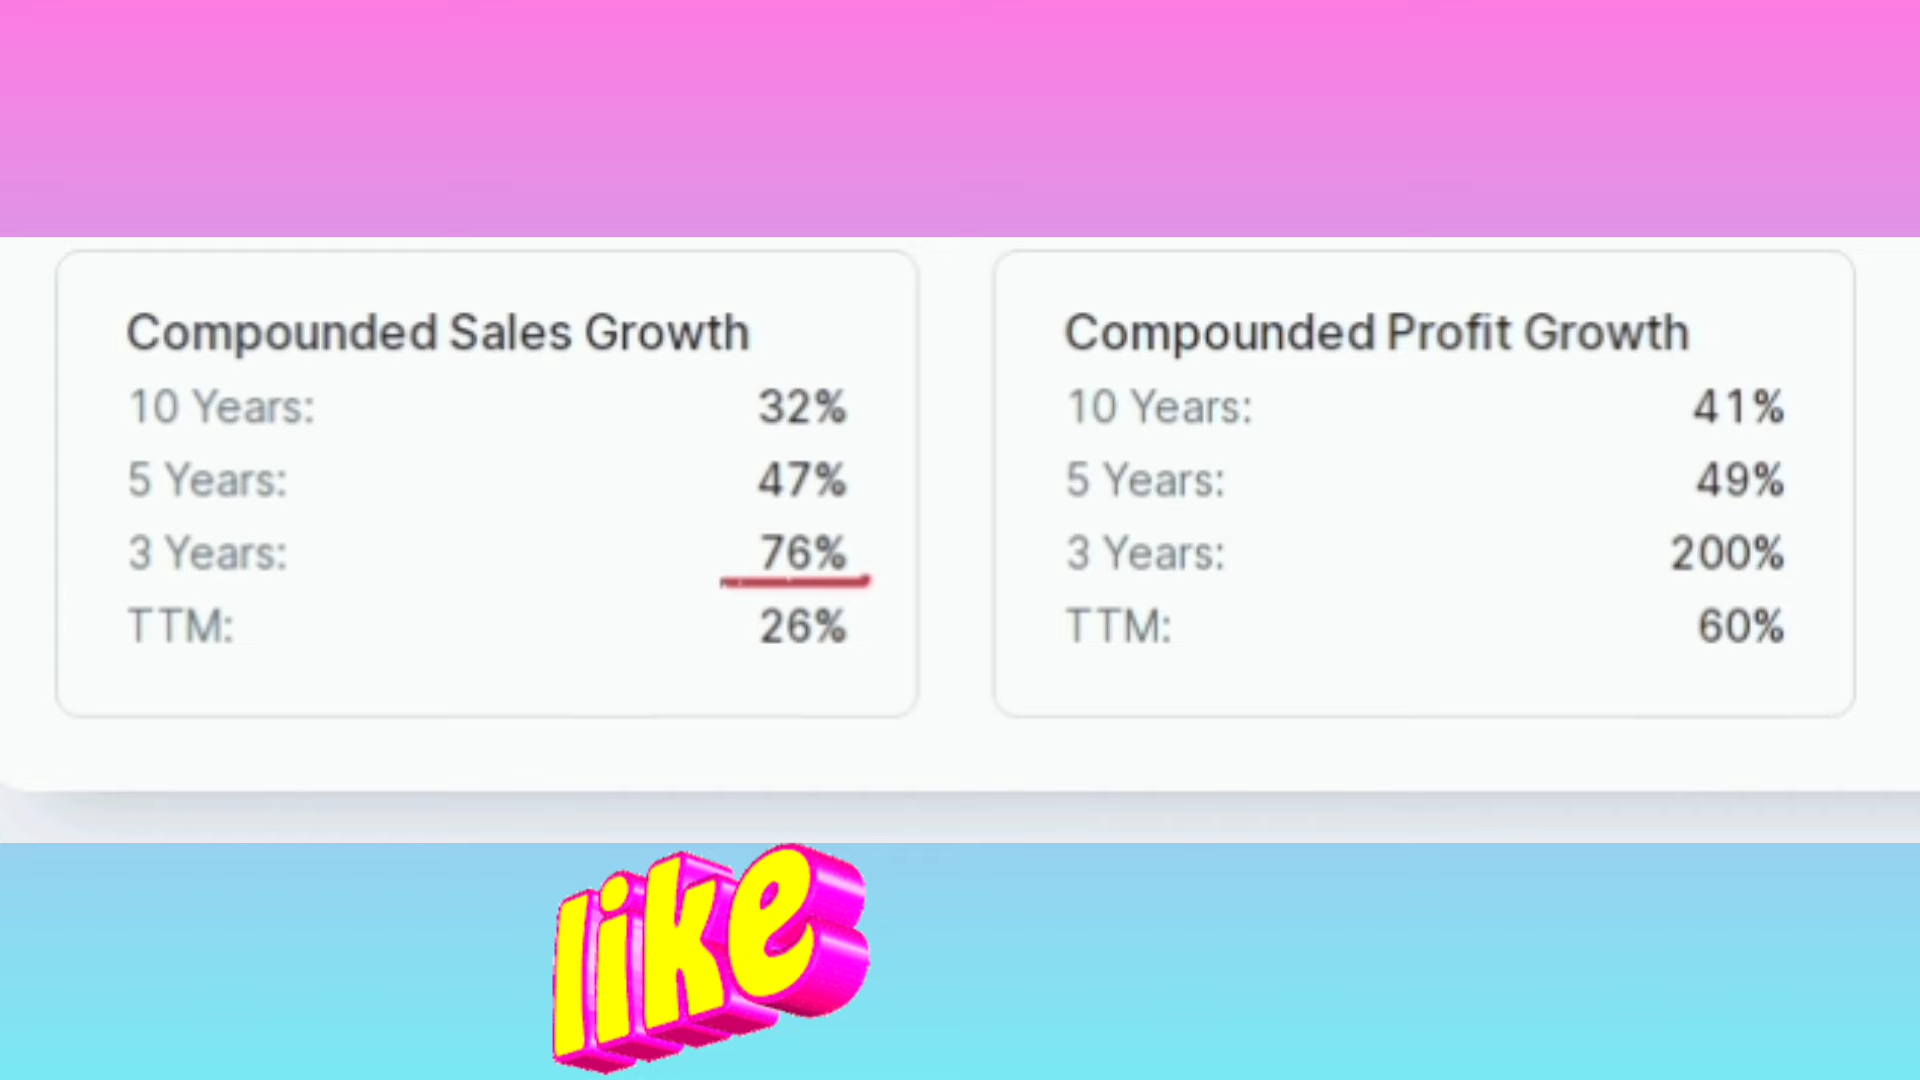 Compounded Sales Growth
10 Years: 32%
5 Years: 47%
3 Years: 76%
TTM: 26%
Compounded Profit Growth
10 Years: 41%
5 Years: 49%
3 Years: 200%
TTM: 60%
like